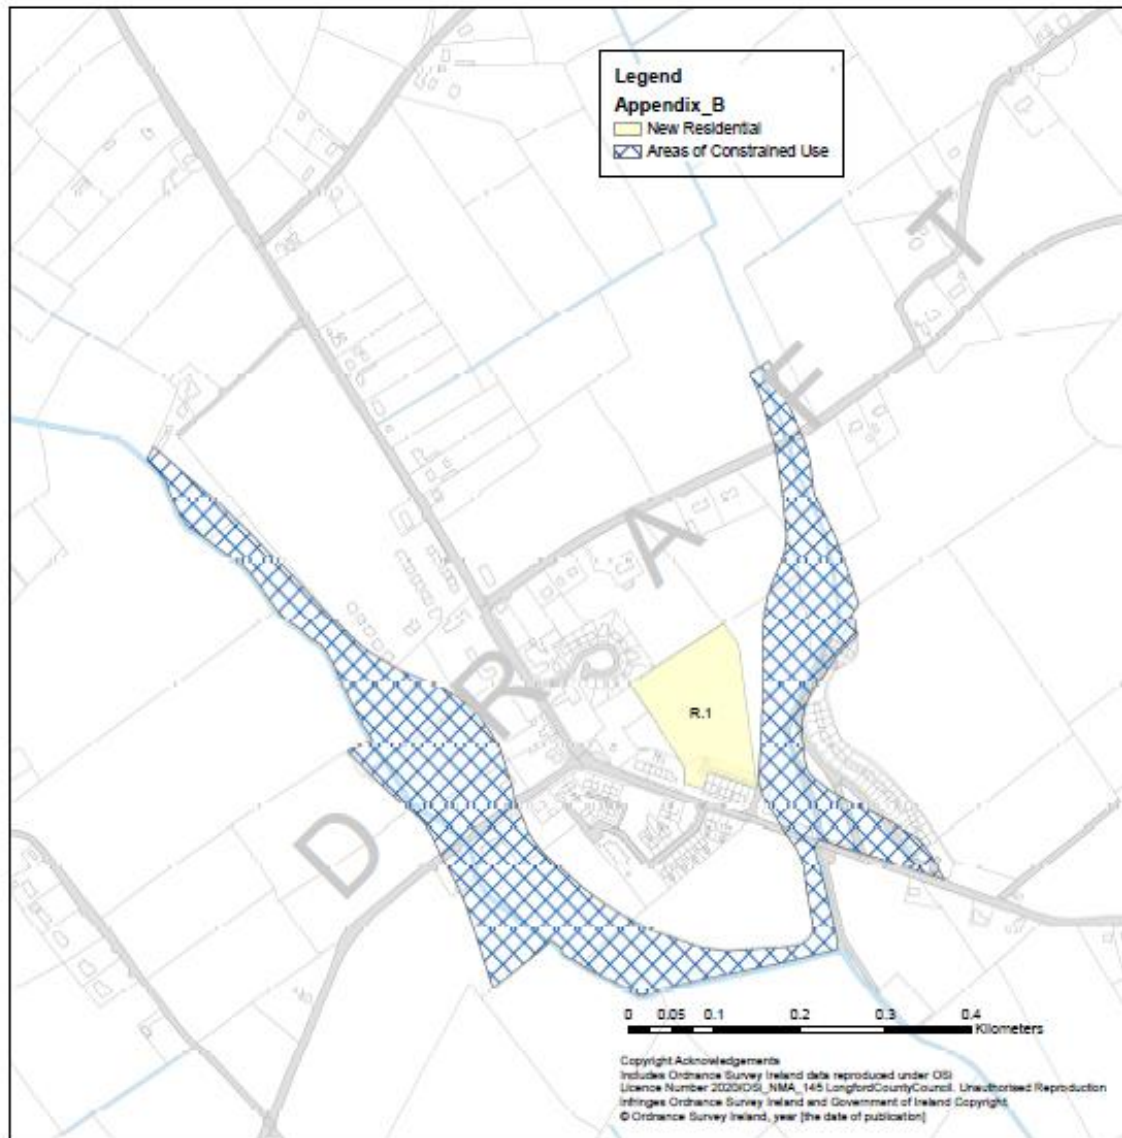 Legend
Appendix_B
New Residential
Areas of Constrained Use
DRAFT
R.1
0 0.05 0.1 0.2 0.3 0.4
Kilometers
Copyright Acknowledgements
Includes Ordnance Survey Ireland data reproduced under OSi
Licence Number 2020/OSi_NMA_145 LongfordCountyCouncil. Unauthorised Reproduction
Infringes Ordnance Survey Ireland and Government of Ireland Copyright
© Ordnance Survey Ireland, year [the date of publication]